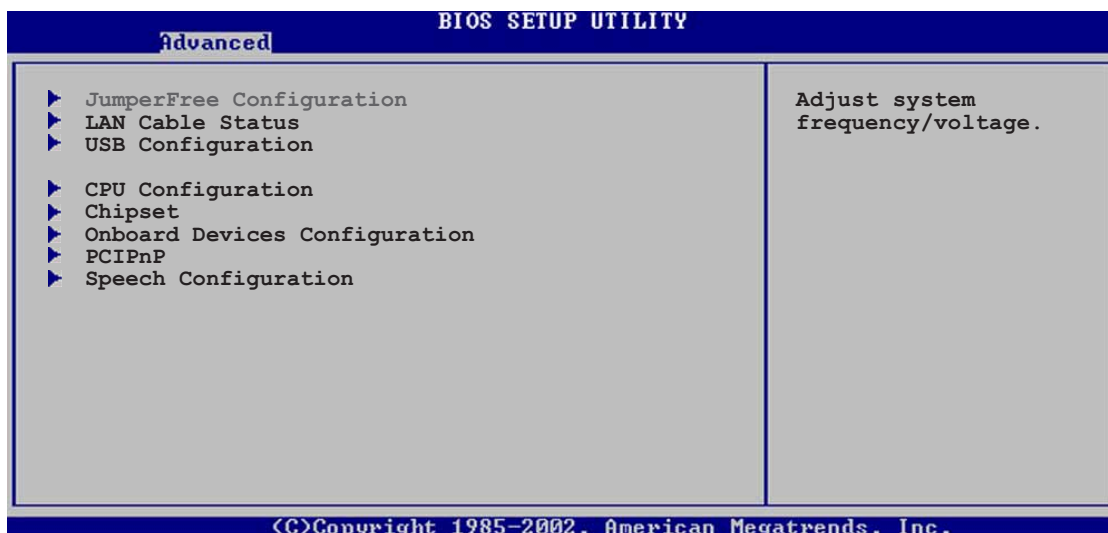 BIOS SETUP UTILITY
Advanced
JumperFree Configuration
LAN Cable Status
USB Configuration
CPU Configuration
Chipset
Onboard Devices Configuration
PCIPnP
Speech Configuration
Adjust system
frequency/voltage.
(C)Copyright 1985-2002, American Megatrends, Inc.